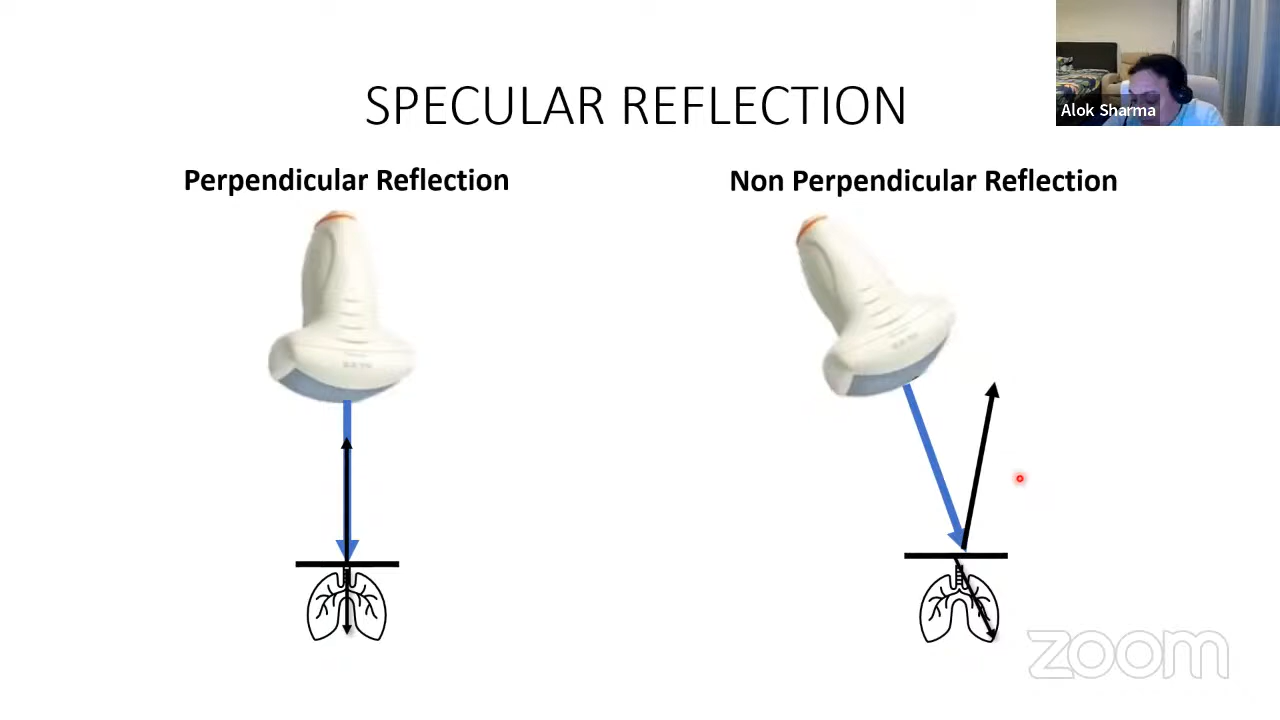 SPECULAR REFLECTION
Alok Sharma
Perpendicular Reflection
Non Perpendicular Reflection
zoom